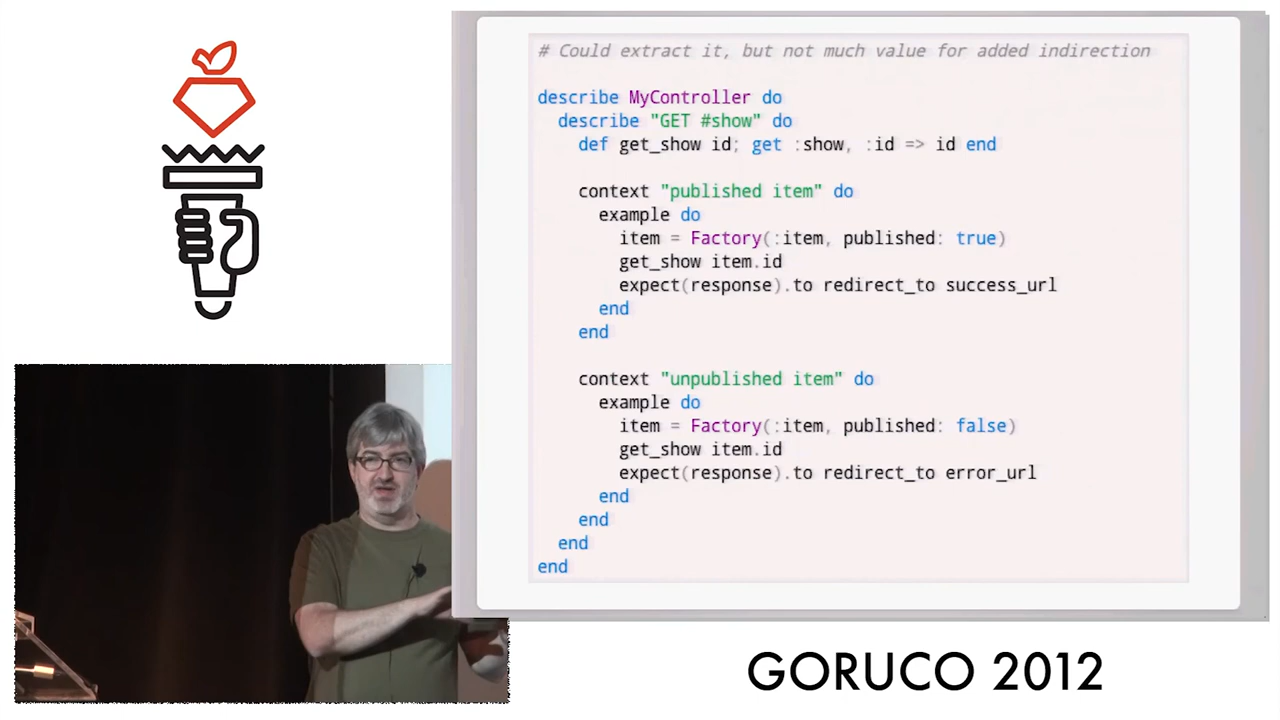 # Could extract it, but not much value for added indirection
describe MyController do
describe "GET #show" do
def get_show id; get :show, :id => id end
context "published item" do
example do
item = Factory(:item, published: true)
get_show item.id
expect(response).to redirect_to success_url
end
end
context "unpublished item" do
example do
item = Factory(:item, published: false)
get_show item.id
expect(response).to redirect_to error_url
end
end
end
end
GORUCO 2012